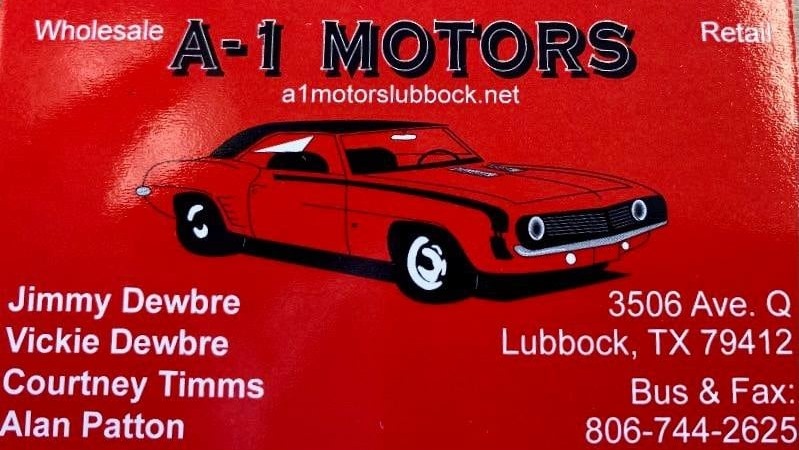 Wholesale
A-1 MOTORS
Retail
a1motorslubbock.net
Jimmy Dewbre
Vickie Dewbre
Courtney Timms
Alan Patton
3506 Ave. Q
Lubbock, TX 79412
Bus & Fax:
806-744-2625